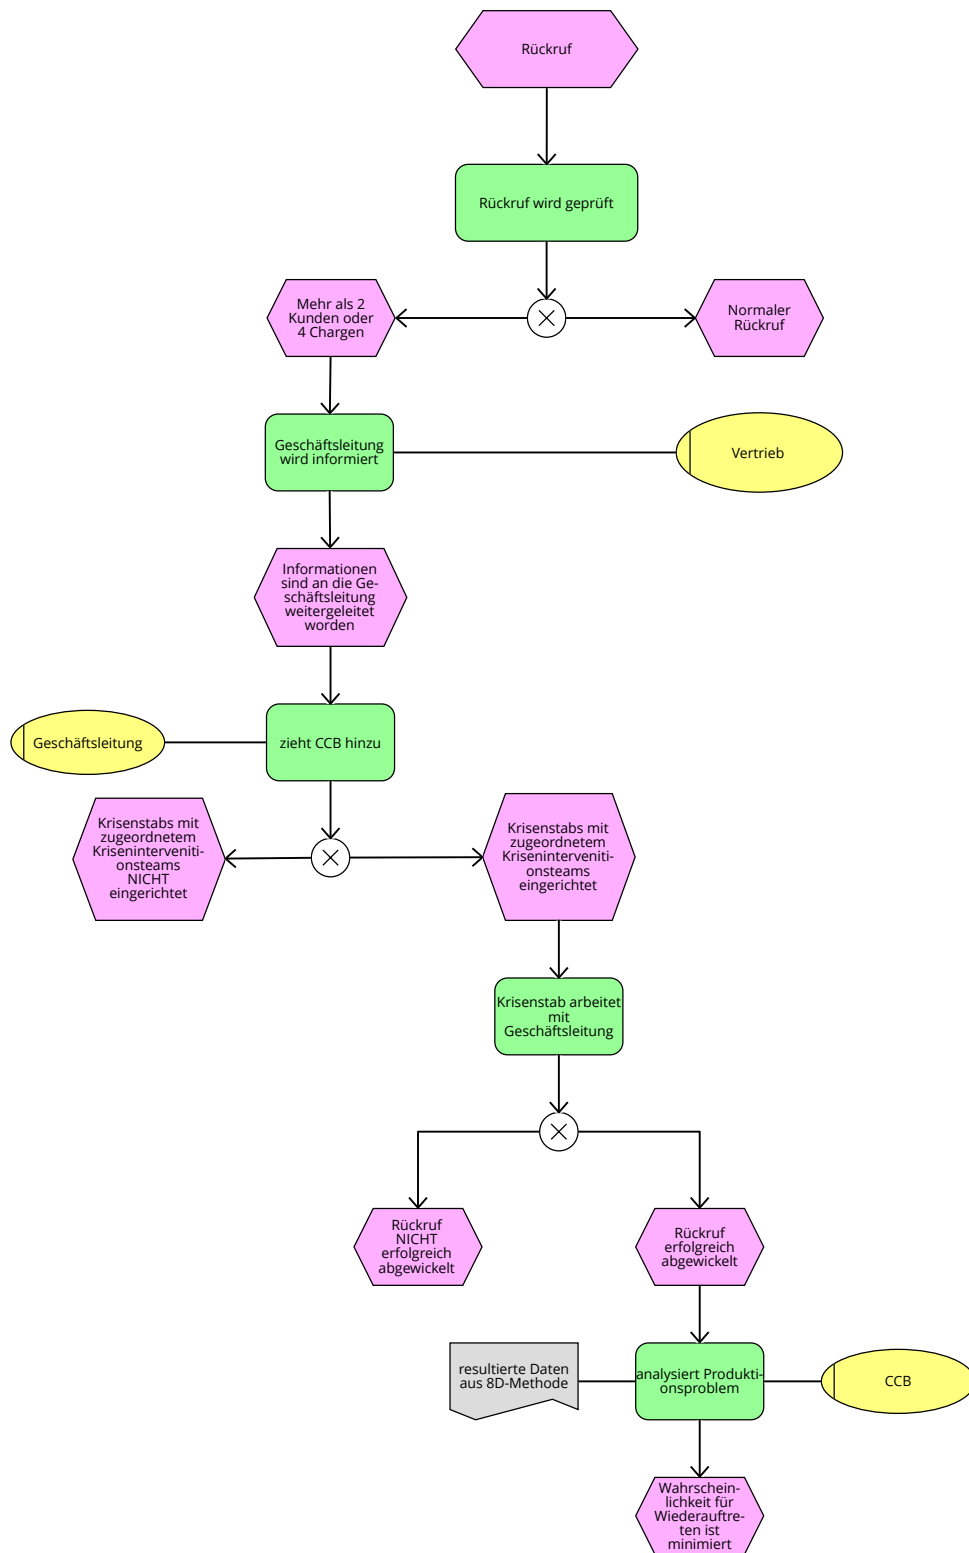 Rückruf
Rückruf wird geprüft
Mehr als 2
Kunden oder
4 Chargen
Normaler
Rückruf
Geschäftsleitung
wird informiert
Vertrieb
Informationen
sind an die Ge-
schäftsleitung
weitergeleitet
worden
Geschäftsleitung
zieht CCB hinzu
Krisenstabs mit
zugeordnetem
Kriseninterveniti-
onsteams
NICHT
eingerichtet
Krisenstabs mit
zugeordnetem
Kriseninterveniti-
onsteams
eingerichtet
Krisenstab arbeitet
mit
Geschäftsleitung
Rückruf
NICHT
erfolgreich
abgewickelt
Rückruf
erfolgreich
abgewickelt
resultierte Daten
aus 8D-Methode
analysiert Produkti-
onsproblem
CCB
Wahrschein-
lichkeit für
Wiederauftre-
ten ist
minimiert